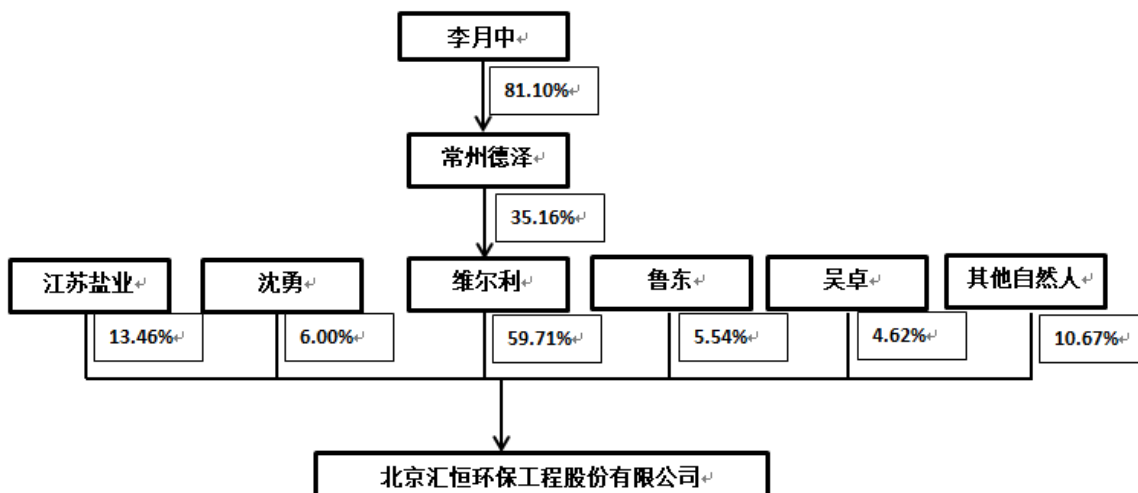 李月中
81.10%
常州德泽
35.16%
江苏盐业
沈勇
维尔利
鲁东
吴卓
其他自然人
13.46%
6.00%
59.71%
5.54%
4.62%
10.67%
北京汇恒环保工程股份有限公司